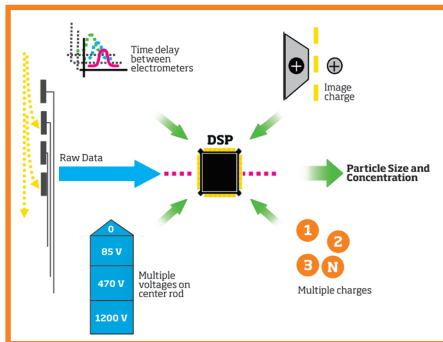 Time delay
between
electrometers
+ +
Image
charge
DSP
Raw Data
Particle Size and
Concentration
0
85 V
470 V
1200 V
Multiple
voltages on
center rod
1
2
3
N
Multiple charges